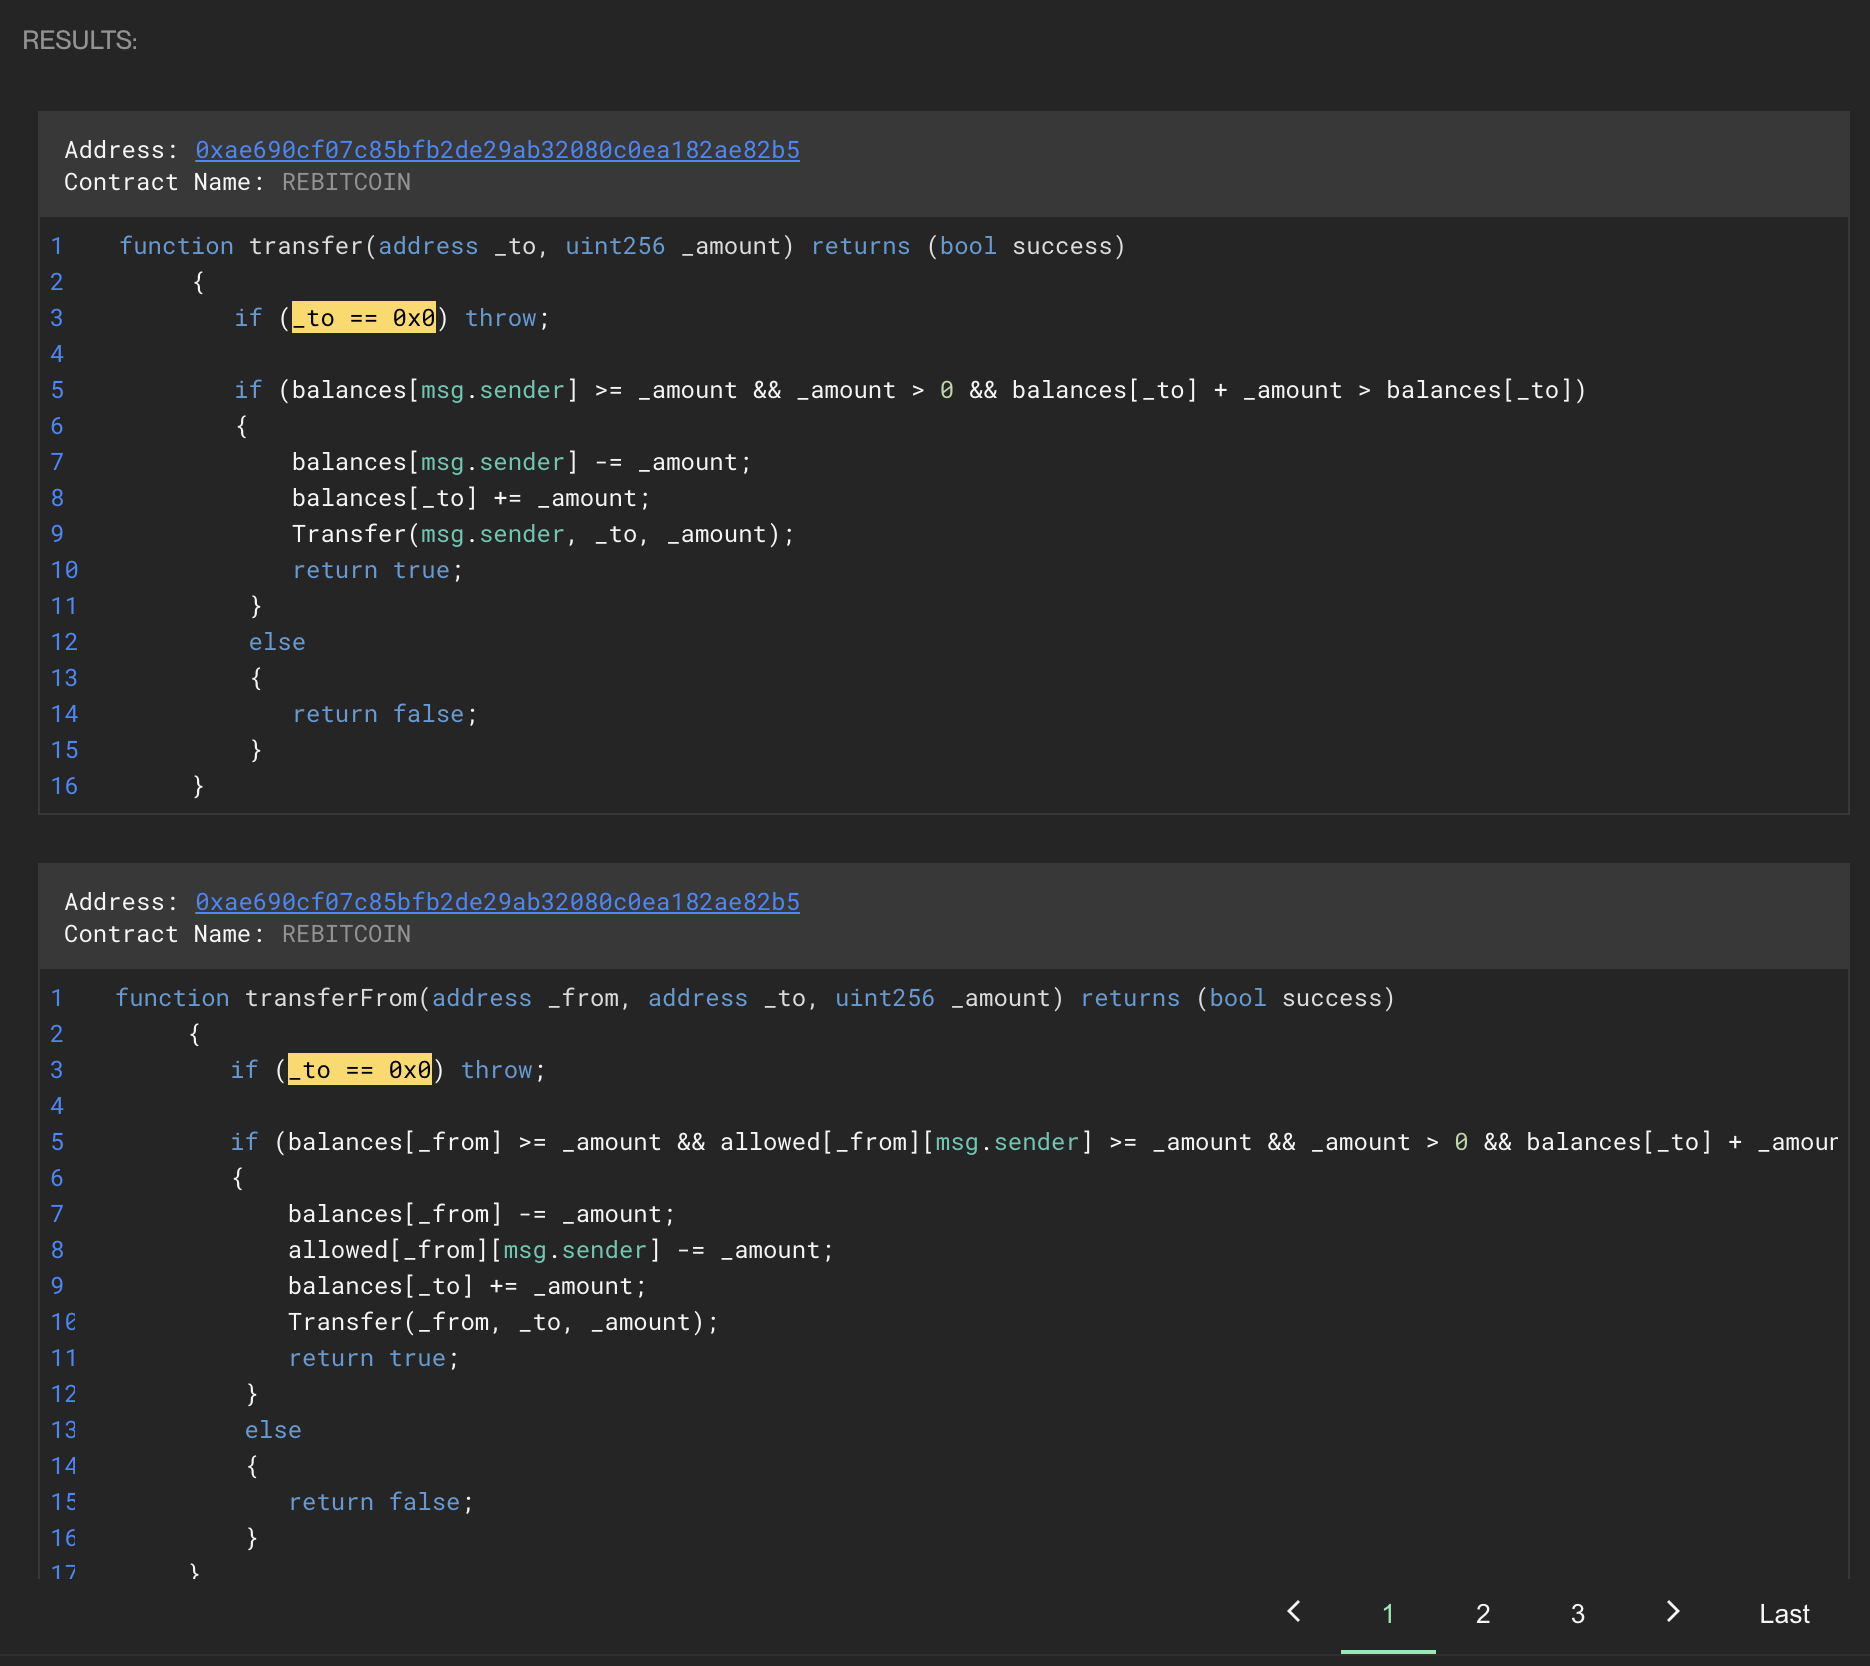 RESULTS:
Address: 0xae690cf07c85bfb2de29ab32080c0ea182ae82b5
Contract Name: REBITCOIN
1 function transfer(address _to, uint256 _amount) returns (bool success)
2 {
3 if (_to == 0x0) throw;
4
5 if (balances[msg.sender] >= _amount && _amount > 0 && balances[_to] + _amount > balances[_to])
6 {
7 balances[msg.sender] -= _amount;
8 balances[_to] += _amount;
9 Transfer(msg.sender, _to, _amount);
10 return true;
11 }
12 else
13 {
14 return false;
15 }
16 }
Address: 0xae690cf07c85bfb2de29ab32080c0ea182ae82b5
Contract Name: REBITCOIN
1 function transferFrom(address _from, address _to, uint256 _amount) returns (bool success)
2 {
3 if (_to == 0x0) throw;
4
5 if (balances[_from] >= _amount && allowed[_from][msg.sender] >= _amount && _amount > 0 && balances[_to] +
6 {
7 balances[_from] -= _amount;
8 allowed[_from][msg.sender] -= _amount;
9 balances[_to] += _amount;
10 Transfer(_from, _to, _amount);
11 return true;
12 }
13 else
14 {
15 return false;
16 }
17 }
< 1 2 3 > Last